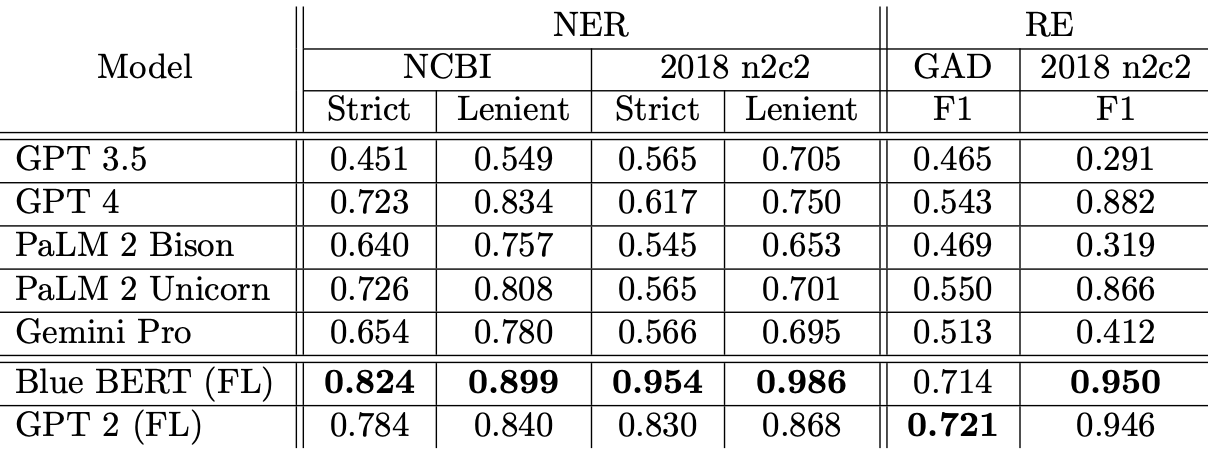 NER RE
Model NCBI 2018 n2c2 GAD 2018 n2c2
Strict Lenient Strict Lenient F1 F1
GPT 3.5 0.451 0.549 0.565 0.705 0.465 0.291
GPT 4 0.723 0.834 0.617 0.750 0.543 0.882
PaLM 2 Bison 0.640 0.757 0.545 0.653 0.469 0.319
PaLM 2 Unicorn 0.726 0.808 0.565 0.701 0.550 0.866
Gemini Pro 0.654 0.780 0.566 0.695 0.513 0.412
Blue BERT (FL) 0.824 0.899 0.954 0.986 0.714 0.950
GPT 2 (FL) 0.784 0.840 0.830 0.868 0.721 0.946